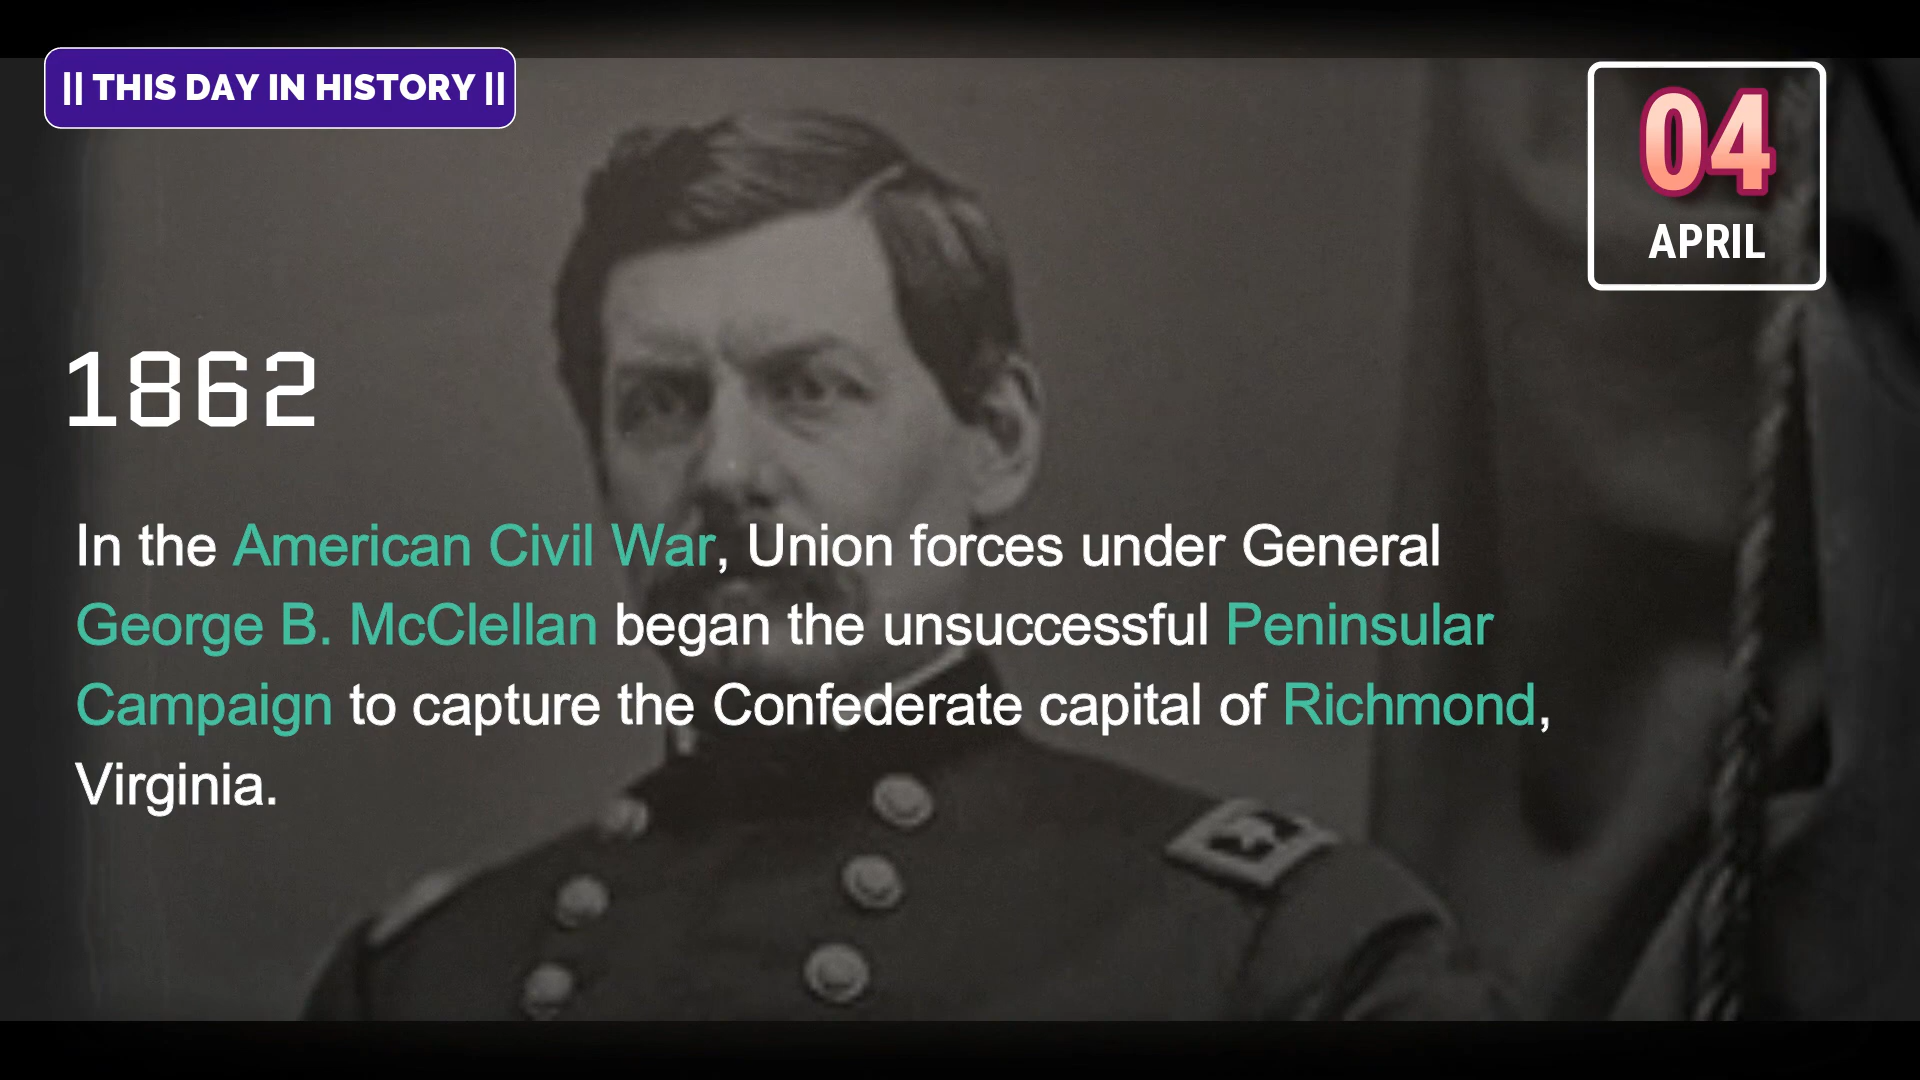 || THIS DAY IN HISTORY ||
04
APRIL
1862
In the American Civil War, Union forces under General
George B. McClellan began the unsuccessful Peninsular
Campaign to capture the Confederate capital of Richmond,
Virginia.